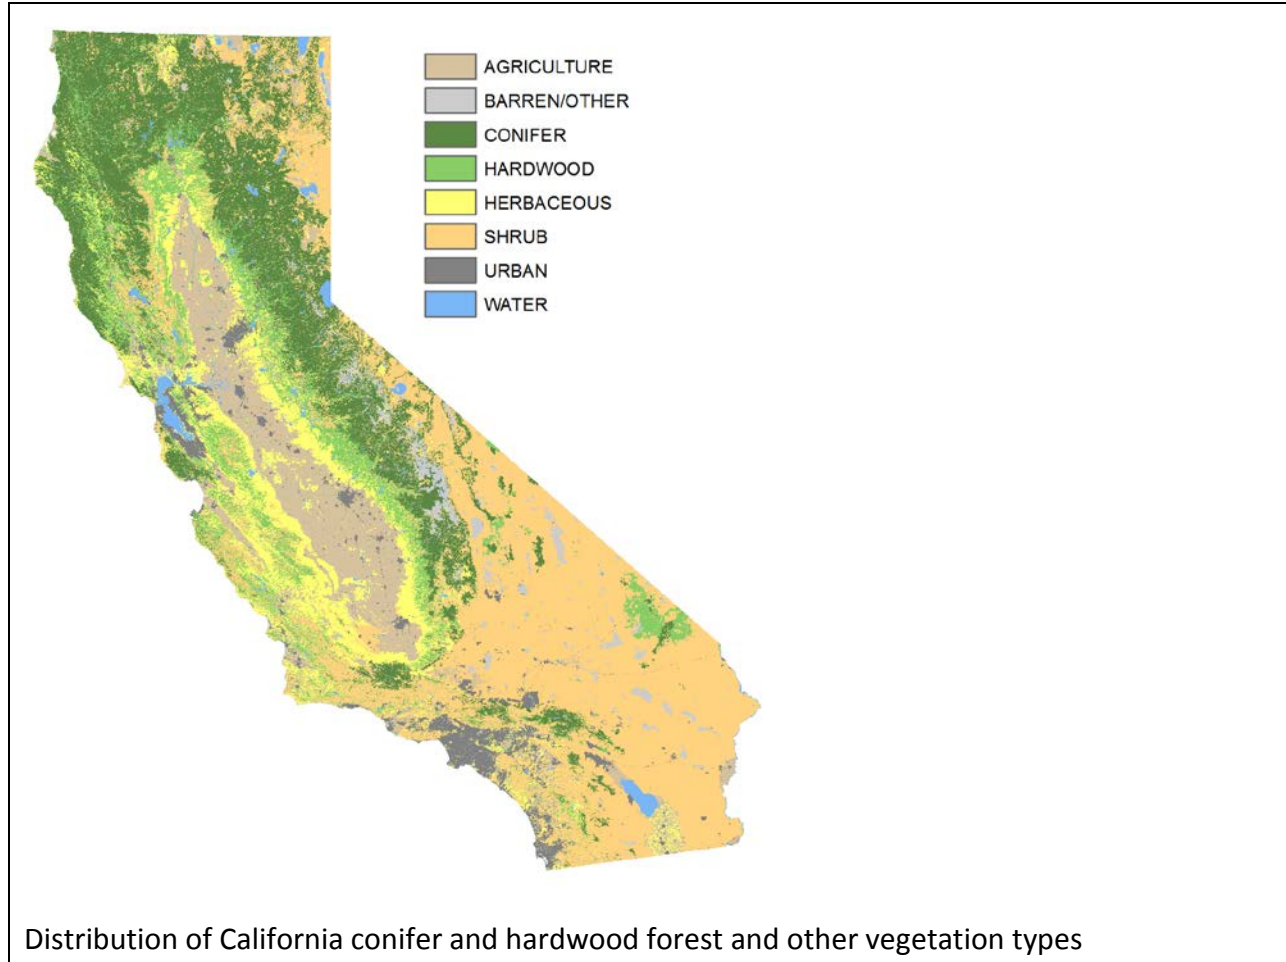 AGRICULTURE
BARREN/OTHER
CONIFER
HARDWOOD
HERBACEOUS
SHRUB
URBAN
WATER
Distribution of California conifer and hardwood forest and other vegetation types